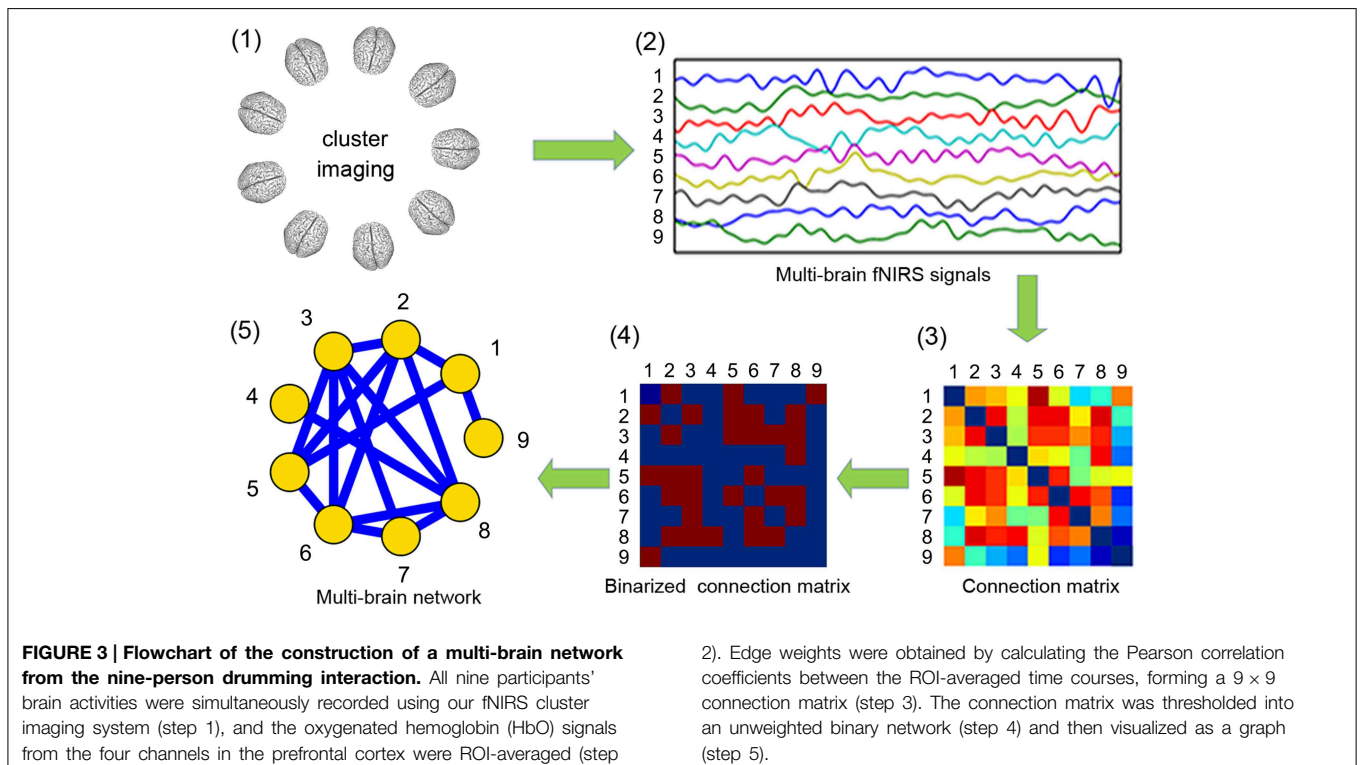 (1)
cluster
imaging
(2)
1
2
3
4
5
6
7
8
9
Multi-brain fNIRS signals
(3)
1 2 3 4 5 6 7 8 9
1
2
3
4
5
6
7
8
9
Connection matrix
(4)
1 2 3 4 5 6 7 8 9
1
2
3
4
5
6
7
8
9
Binarized connection matrix
(5)
1
2
3
4
5
6
7
8
9
Multi-brain network
FIGURE 3 | Flowchart of the construction of a multi-brain network
from the nine-person drumming interaction. All nine participants’
brain activities were simultaneously recorded using our fNIRS cluster
imaging system (step 1), and the oxygenated hemoglobin (HbO) signals
from the four channels in the prefrontal cortex were ROI-averaged (step
2). Edge weights were obtained by calculating the Pearson correlation
coefficients between the ROI-averaged time courses, forming a 9 × 9
connection matrix (step 3). The connection matrix was thresholded into
an unweighted binary network (step 4) and then visualized as a graph
(step 5).